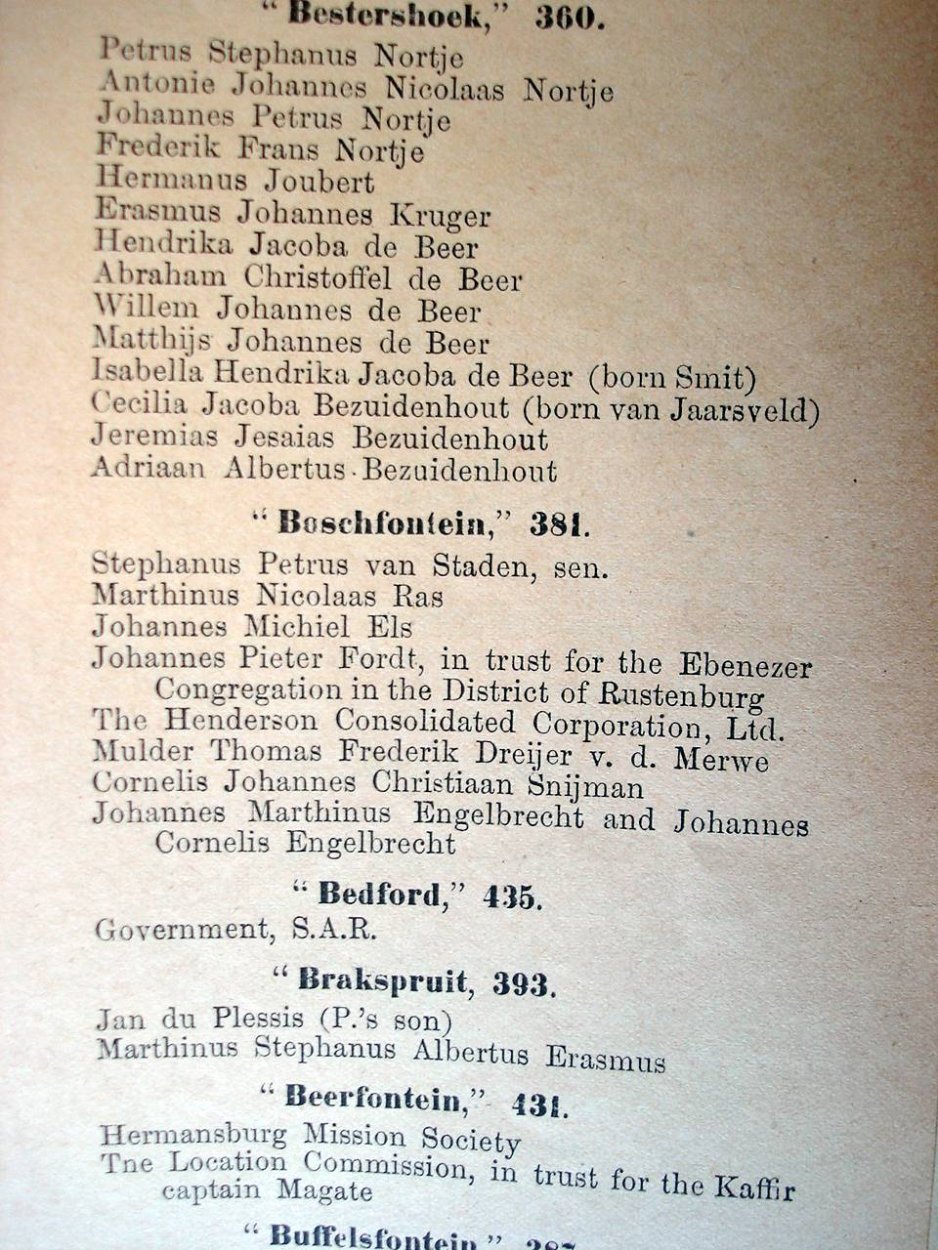 “Bestershoek,” 360.
Petrus Stephanus Nortje
Antonie Johannes Nicolaas Nortje
Johannes Petrus Nortje
Frederik Frans Nortje
Hermanus Joubert
Erasmus Johannes Kruger
Hendrika Jacoba de Beer
Abraham Christoffel de Beer
Willem Johannes de Beer
Matthijs Johannes de Beer
Isabella Hendrika Jacoba de Beer (born Smit)
Cecilia Jacoba Bezuidenhout (born van Jaarsveld)
Jeremias Jesaias Bezuidenhout
Adriaan Albertus Bezuidenhout
“Boschfontein,” 381.
Stephanus Petrus van Staden, sen.
Marthinus Nicolaas Ras
Johannes Michiel Els
Johannes Pieter Fordt, in trust for the Ebenezer
Congregation in the District of Rustenburg
The Henderson Consolidated Corporation, Ltd.
Mulder Thomas Frederik Dreijer v. d. Merwe
Cornelis Johannes Christiaan Snijman
Johannes Marthinus Engelbrecht and Johannes
Cornelis Engelbrecht
“Bedford,” 435.
Government, S.A.R.
“Brakspruit, 393.
Jan du Plessis (P.’s son)
Marthinus Stephanus Albertus Erasmus
“Beerfontein,” 431.
Hermansburg Mission Society
Tne Location Commission, in trust for the Kaffir
captain Magate
“Buffelsfontein,”